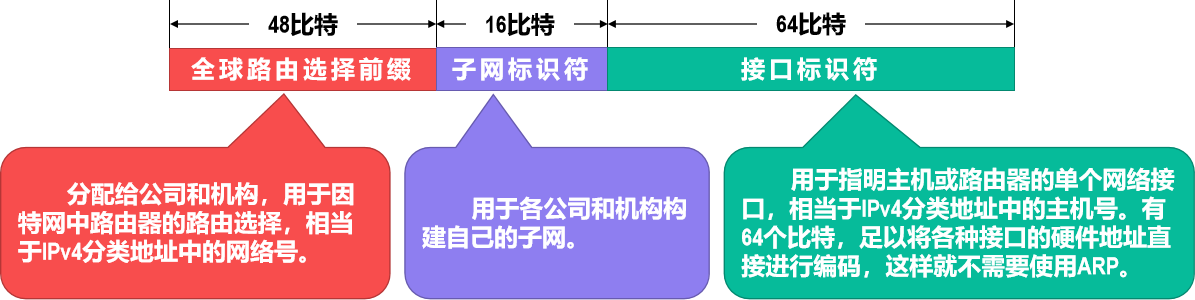 48比特 16比特 64比特
全球路由选择前缀 子网标识符 接口标识符
分配给公司和机构，用于因
特网中路由器的路由选择，相当
于IPv4分类地址中的网络号。
用于各公司和机构构
建自己的子网。
用于指明主机或路由器的单个网络接
口，相当于IPv4分类地址中的主机号。有
64个比特，足以将各种接口的硬件地址直
接进行编码，这样就不需要使用ARP。